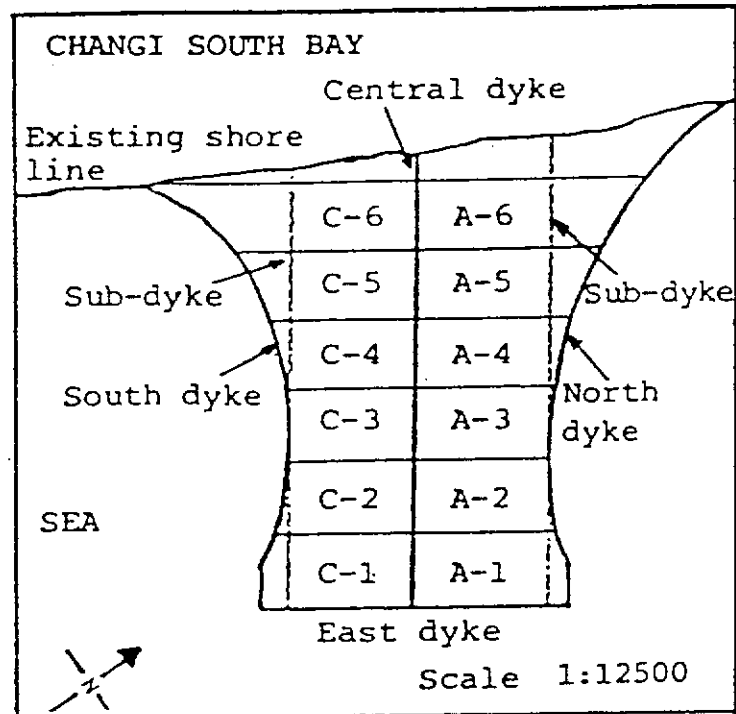 CHANGI SOUTH BAY
Central dyke
Existing shore
line
C-6 A-6
Sub-dyke C-5 A-5 Sub-dyke
C-4 A-4
South dyke North
dyke
C-3 A-3
SEA C-2 A-2
C-1 A-1
East dyke
N
Scale 1:12500